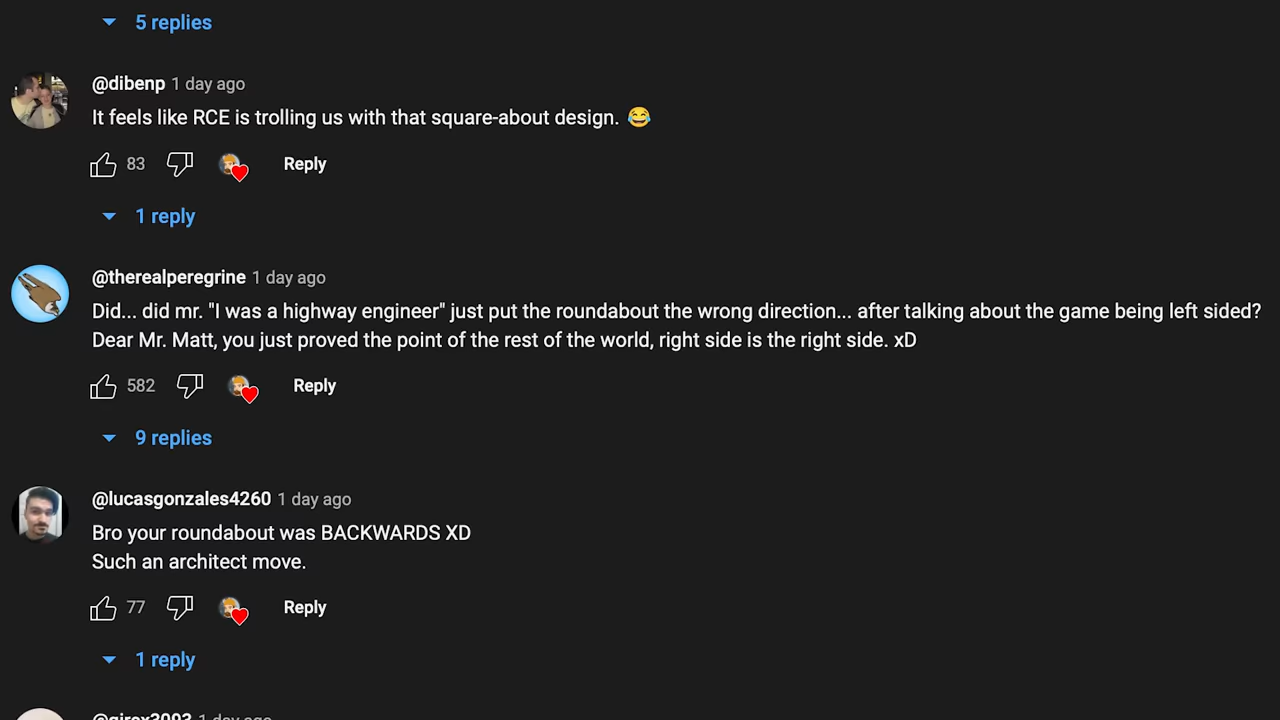 5 replies
@dibenp 1 day ago
It feels like RCE is trolling us with that square-about design. 😂
83 Reply
1 reply
@therealperegrine 1 day ago
Did... did mr. "I was a highway engineer" just put the roundabout the wrong direction... after talking about the game being left sided?
Dear Mr. Matt, you just proved the point of the rest of the world, right side is the right side. xD
582 Reply
9 replies
@lucasgonzales4260 1 day ago
Bro your roundabout was BACKWARDS XD
Such an architect move.
77 Reply
1 reply
1 day ago